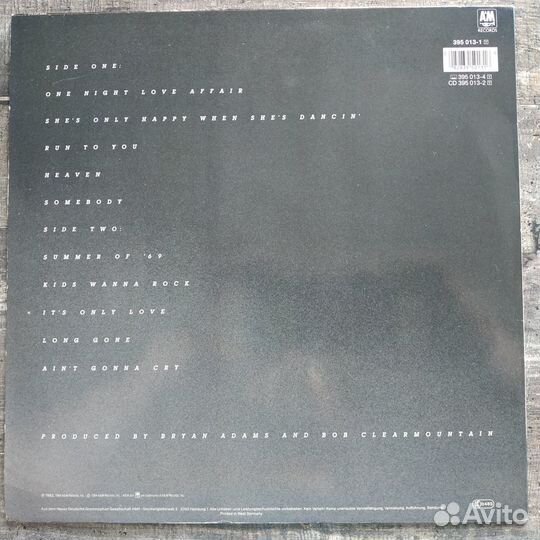 A&M
RECORDS
395 013-1
395 013-4
CD 395 013-2
SIDE ONE:
ONE NIGHT LOVE AFFAIR
SHE'S ONLY HAPPY WHEN SHE'S DANCIN'
RUN TO YOU
HEAVEN
SOMEBODY
SIDE TWO:
SUMMER OF '69
KIDS WANNA ROCK
IT'S ONLY LOVE
LONG GONE
AIN'T GONNA CRY
PRODUCED BY BRYAN ADAMS AND BOB CLEARMOUNTAIN
Printed in West Germany
Avito